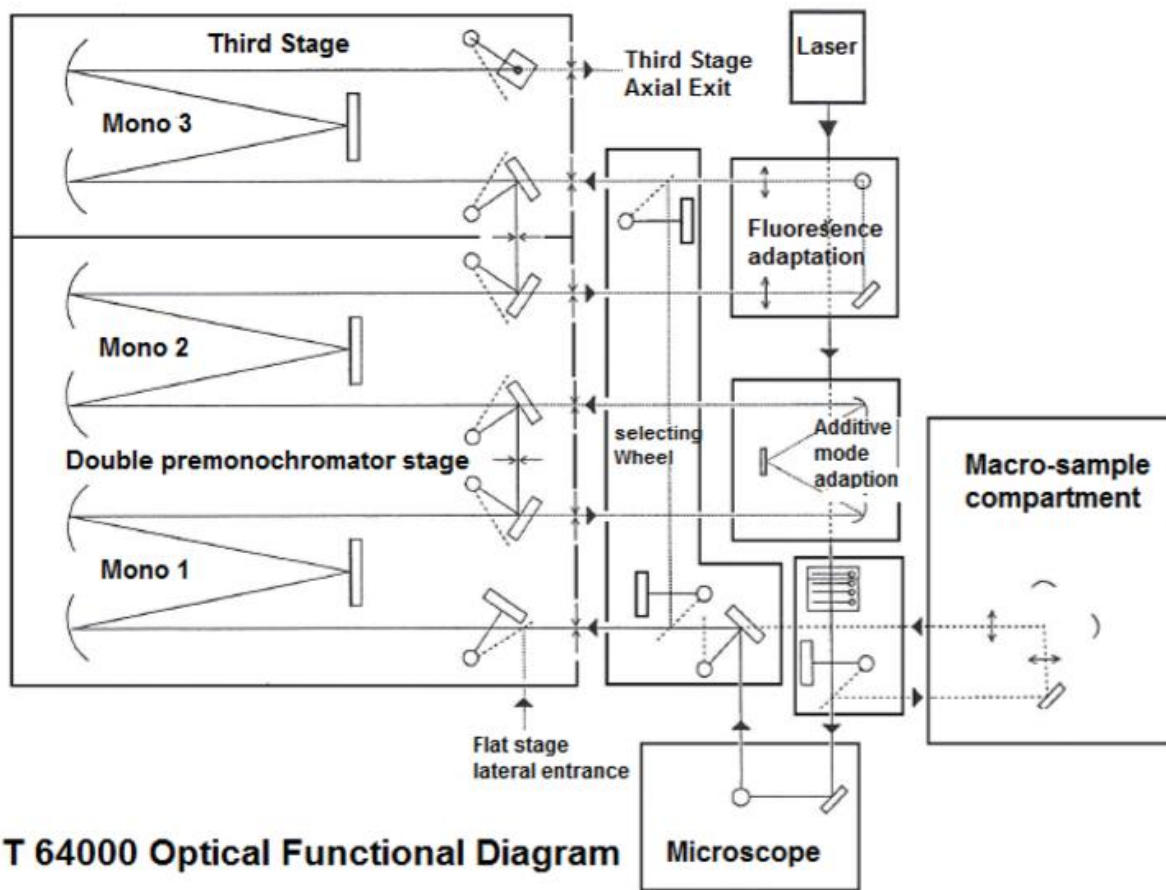 Third Stage
Laser
Third Stage
Axial Exit
Mono 3
Fluoresence
adaptation
Mono 2
selecting
Wheel
Additive
mode
adaption
Double premonochromator stage
Macro-sample
compartment
Mono 1
Flat stage
lateral entrance
T 64000 Optical Functional Diagram
Microscope